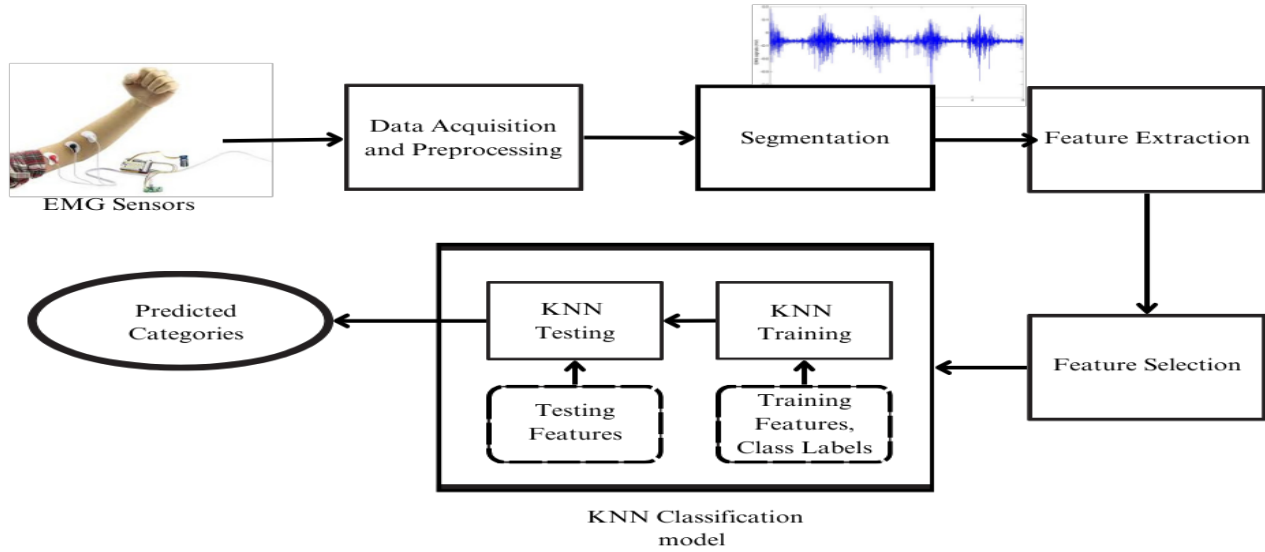 EMG Sensors
Data Acquisition
and Preprocessing
Segmentation
Feature Extraction
Feature Selection
KNN
Training
Training
Features,
Class Labels
KNN
Testing
Testing
Features
KNN Classification
model
Predicted
Categories